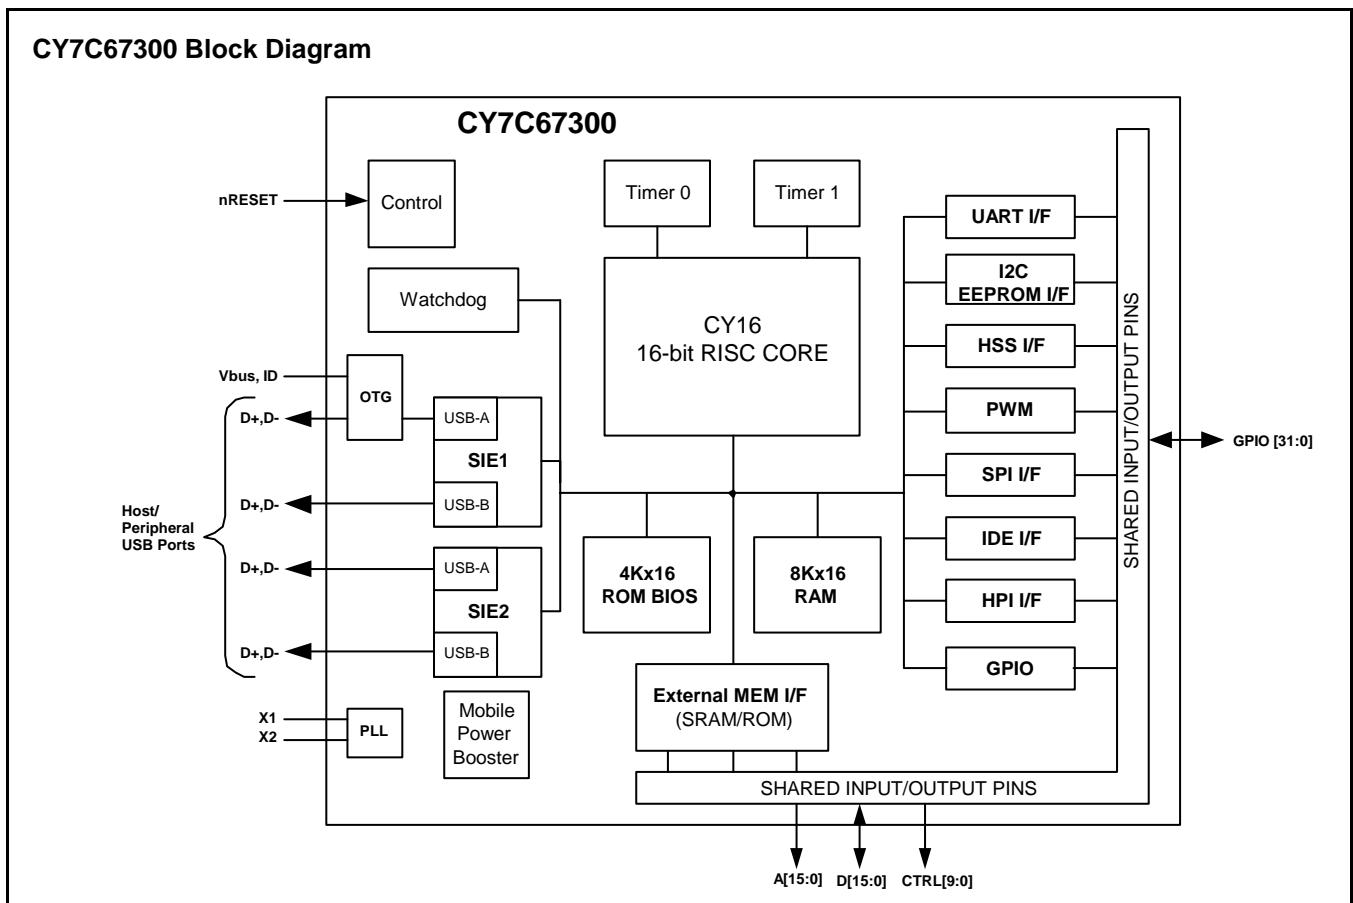 CY7C67300 Block Diagram
CY7C67300
nRESET
Control
Timer 0
Timer 1
UART I/F
I2C
EEPROM I/F
Watchdog
CY16
16-bit RISC CORE
HSS I/F
Vbus, ID
OTG
D+,D-
USB-A
SIE1
PWM
SHARED INPUT/OUTPUT PINS
GPIO [31:0]
D+,D-
USB-B
SPI I/F
Host/
Peripheral
USB Ports
IDE I/F
D+,D-
USB-A
SIE2
4Kx16
ROM BIOS
8Kx16
RAM
HPI I/F
D+,D-
USB-B
GPIO
External MEM I/F
(SRAM/ROM)
X1
X2
PLL
Mobile
Power
Booster
SHARED INPUT/OUTPUT PINS
A[15:0]
D[15:0]
CTRL[9:0]